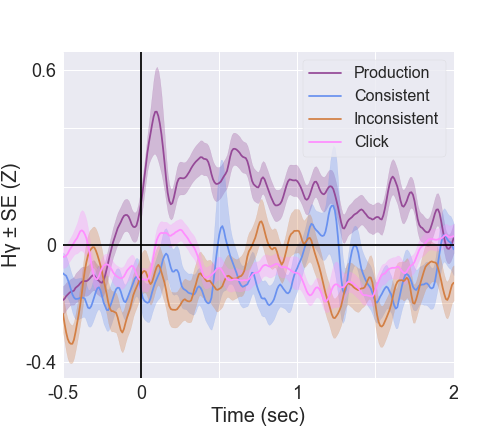 Hγ ± SE (Z)
0.6
0
-0.4
Production
Consistent
Inconsistent
Click
-0.5
0
1
2
Time (sec)